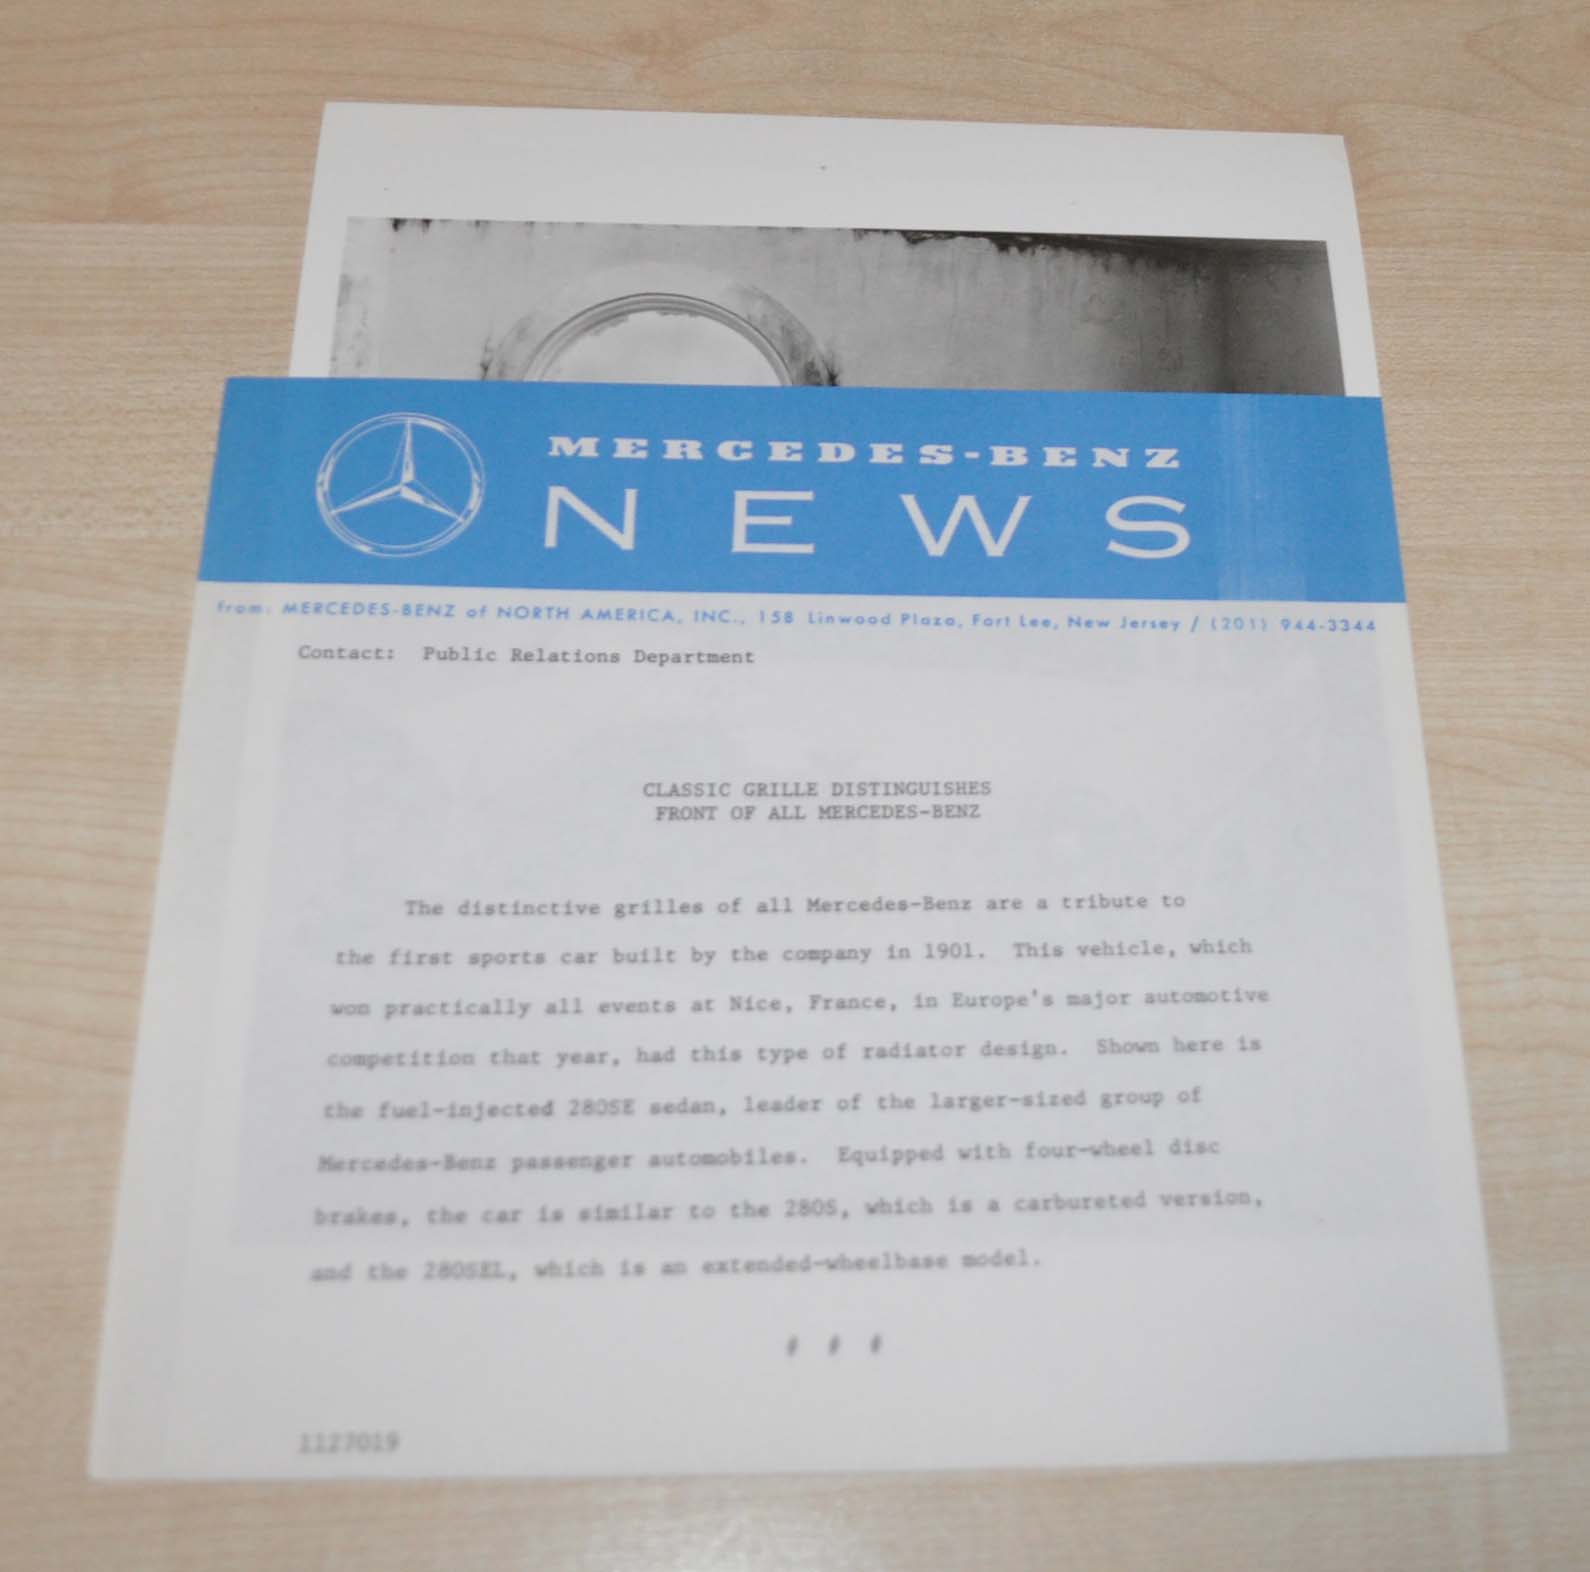 MERCEDES-BENZ
NEWS
from: MERCEDES-BENZ of NORTH AMERICA, INC., 158 Linwood Plaza, Fort Lee, New Jersey / (201) 944-3344
Contact: Public Relations Department
CLASSIC GRILLE DISTINGUISHES
FRONT OF ALL MERCEDES-BENZ
The distinctive grilles of all Mercedes-Benz are a tribute to
the first sports car built by the company in 1901. This vehicle, which
won practically all events at Nice, France, in Europe's major automotive
competition that year, had this type of radiator design. Shown here is
the fuel-injected 280SE sedan, leader of the larger-sized group of
Mercedes-Benz passenger automobiles. Equipped with four-wheel disc
brakes, the car is similar to the 280S, which is a carbureted version,
and the 280SEL, which is an extended-wheelbase model.
# # #
1127019